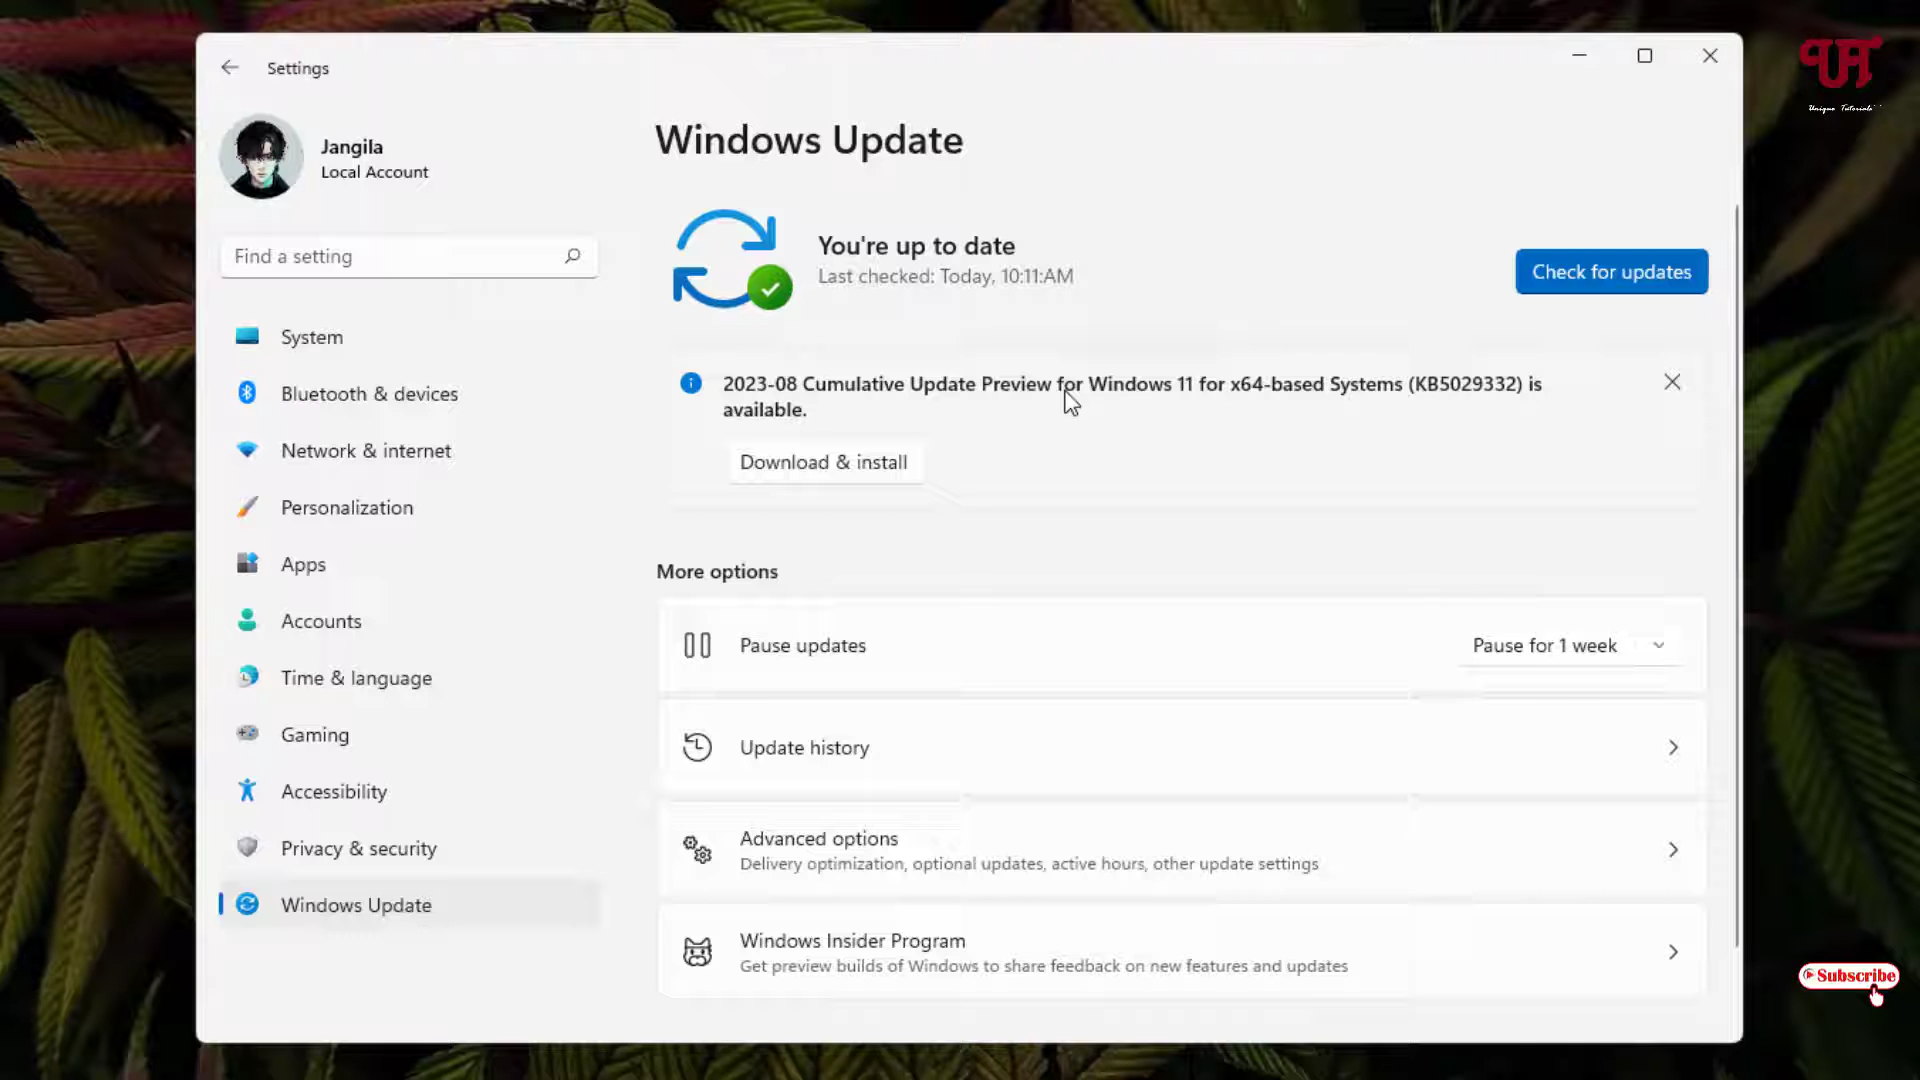 Settings
Jangila
Local Account
Find a setting
System
Bluetooth & devices
Network & internet
Personalization
Apps
Accounts
Time & language
Gaming
Accessibility
Privacy & security
Windows Update
Windows Update
You're up to date
Last checked: Today, 10:11:AM
Check for updates
2023-08 Cumulative Update Preview for Windows 11 for x64-based Systems (KB5029332) is
available.
Download & install
More options
Pause updates
Pause for 1 week
Update history
Advanced options
Delivery optimization, optional updates, active hours, other update settings
Windows Insider Program
Get preview builds of Windows to share feedback on new features and updates
UT
Unique Tutorials
Subscribe